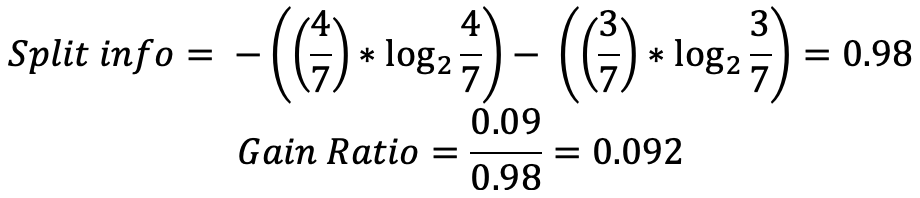 Split info = −((4/7) * log₂ 4/7) − ((3/7) * log₂ 3/7) = 0.98
Gain Ratio = 0.09/0.98 = 0.092